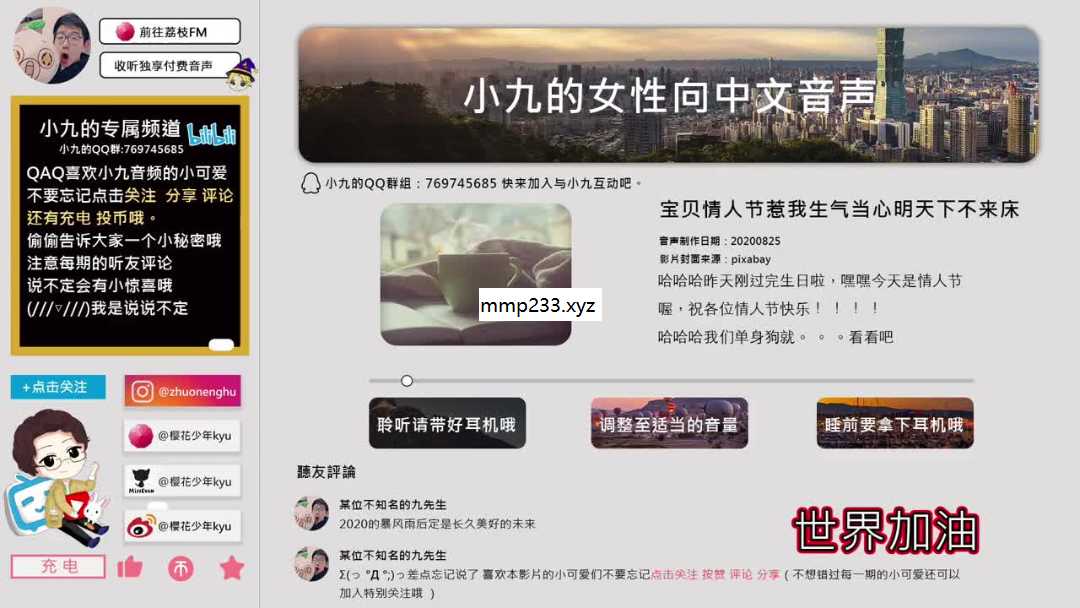 前往荔枝FM
收听独享付费音声
小九的专属频道 bilibili
小九的QQ群:769745685
QAQ喜欢小九音频的小可爱
不要忘记点击关注 分享 评论
还有充电 投币哦。
偷偷告诉大家一个小秘密哦
注意每期的听友评论
说不定会有小惊喜哦
(///▽///)我是说说不定
+点击关注
@zhuonenghu
@樱花少年kyu
MissEvan
@樱花少年kyu
@樱花少年kyu
充电
小九的女性向中文音声
小九的QQ群组：769745685 快来加入与小九互动吧。
宝贝情人节惹我生气当心明天下不来床
音声制作日期：20200825
影片封面来源：pixabay
哈哈哈昨天刚过完生日啦，嘿嘿今天是情人节
喔，祝各位情人节快乐！！！！
哈哈哈我们单身狗就。。。看看吧
mmp233.xyz
聆听请带好耳机哦
调整至适当的音量
睡前要拿下耳机哦
聽友評論
某位不知名的九先生
2020的暴风雨后定是长久美好的未来
世界加油
某位不知名的九先生
Σ(っ °Д °;)っ差点忘记说了 喜欢本影片的小可爱们不要忘记点击关注 按赞 评论 分享（不想错过每一期的小可爱还可以
加入特别关注哦 ）